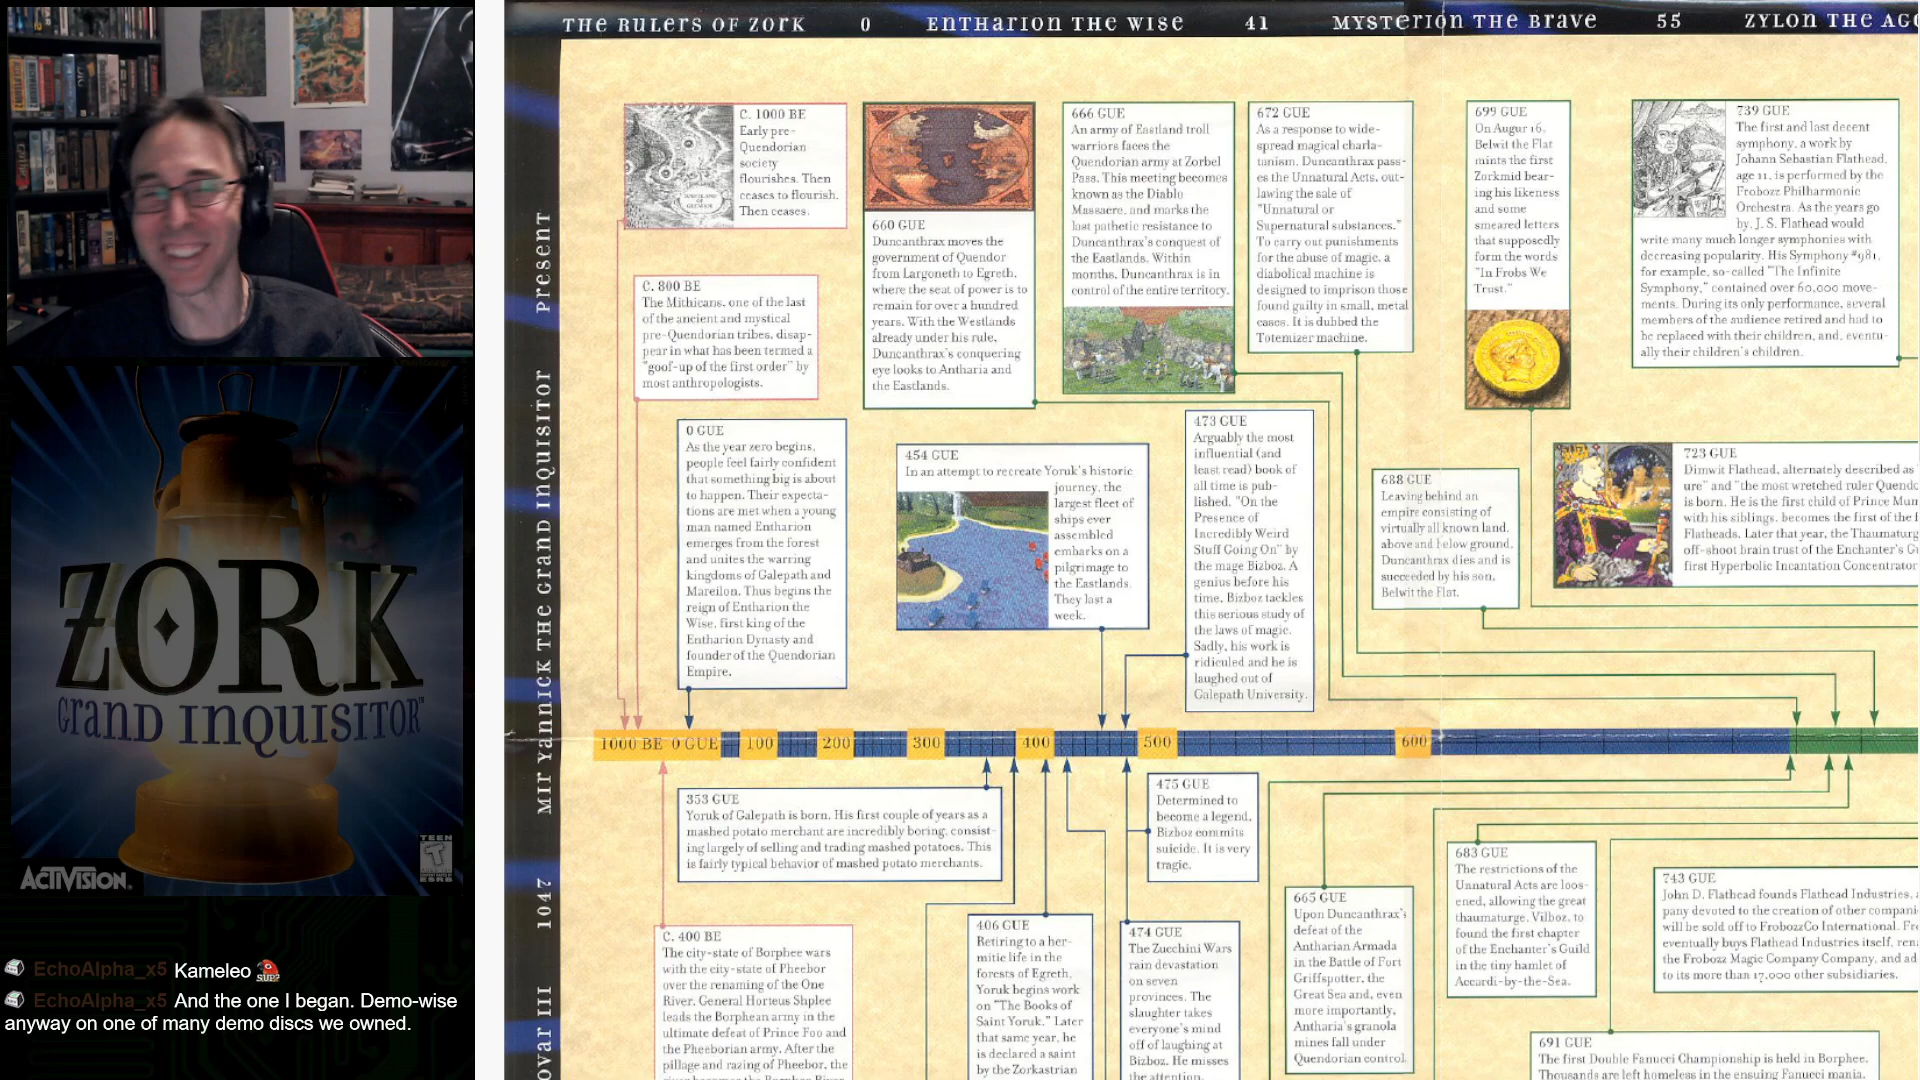 THE RULERS OF ZORK 0 ENTHARION THE WISE 41 MYSTERION THE BRAVE 55 ZYLON THE AG
PRESENT
MIR YANNICK THE GRAND INQUISITOR
1047
OVAR III
C. 1000 BE
Early pre-
Quendorian
society
flourishes. Then
ceases to flourish.
Then ceases.
C. 800 BE
The Mithicans, one of the last
of the ancient and mystical
pre-Quendorian tribes, disap-
pear in what has been termed a
"goof-up of the first order" by
most anthropologists.
0 GUE
As the year zero begins,
people feel fairly confident
that something big is about
to happen. Their expecta-
tions are met when a young
man named Entharion
emerges from the forest
and unites the warring
kingdoms of Galepath and
Mareilon. Thus begins the
reign of Entharion the
Wise, first king of the
Entharion Dynasty and
founder of the Quendorian
Empire.
660 GUE
Duncanthrax moves the
government of Quendor
from Largoneth to Egreth,
where the seat of power is to
remain for over a hundred
years. With the Westlands
already under his rule,
Duncanthrax's conquering
eye looks to Antharia and
the Eastlands.
454 GUE
In an attempt to recreate Yoruk's historic
journey, the
largest fleet of
ships ever
assembled
embarks on a
pilgrimage to
the Eastlands.
They last a
week.
666 GUE
An army of Eastland troll
warriors faces the
Quendorian army at Zorbel
Pass. This meeting becomes
known as the Diablo
Massacre, and marks the
last pathetic resistance to
Duncanthrax's conquest of
the Eastlands. Within
months, Duncanthrax is in
control of the entire territory.
473 GUE
Arguably the most
influential (and
least read) book of
all time is pub-
lished. "On the
Presence of
Incredibly Weird
Stuff Going On" by
the mage Bizboz. A
genius before his
time, Bizboz tackles
this serious study of
the laws of magic.
Sadly, his work is
ridiculed and he is
laughed out of
Galepath University.
672 GUE
As a response to wide-
spread magical charla-
tanism, Duncanthrax pass-
es the Unnatural Acts, out-
lawing the sale of
"Unnatural or
Supernatural substances."
To carry out punishments
for the abuse of magic, a
diabolical machine is
designed to imprison those
found guilty in small, metal
cases. It is dubbed the
Totemizer machine.
688 GUE
Leaving behind an
empire consisting of
virtually all known land,
above and below ground,
Duncanthrax dies and is
succeeded by his son,
Belwit the Flat.
699 GUE
On Augur 16,
Belwit the Flat
mints the first
Zorkmid bear-
ing his likeness
and some
smeared letters
that supposedly
form the words
"In Frobs We
Trust."
739 GUE
The first and last decent
symphony, a work by
Johann Sebastian Flathead,
age 11, is performed by the
Frobozz Philharmonic
Orchestra. As the years go
by, J. S. Flathead would
write many much longer symphonies with
decreasing popularity. His Symphony #981,
for example, so-called "The Infinite
Symphony," contained over 60,000 move-
ments. During its only performance, several
members of the audience retired and had to
be replaced with their children, and, eventu-
ally their children's children.
723 GUE
Dimwit Flathead, alternately described as
ure" and "the most wretched ruler Quendo
is born. He is the first child of Prince Mum
with his siblings, becomes the first of the
Flatheads. Later that year, the Thaumaturg
off-shoot brain trust of the Enchanter's Gu
first Hyperbolic Incantation Concentrator
1000 BE 0 GUE 100 200 300 400 500 600
353 GUE
Yoruk of Galepath is born. His first couple of years as a
mashed potato merchant are incredibly boring, consist-
ing largely of selling and trading mashed potatoes. This
is fairly typical behavior of mashed potato merchants.
475 GUE
Determined to
become a legend,
Bizboz commits
suicide. It is very
tragic.
C. 400 BE
The city-state of Borphee wars
with the city-state of Pheebor
over the renaming of the One
River. General Horteus Shplee
leads the Borphean army in the
ultimate defeat of Prince Foo and
the Pheeborian army. After the
pillage and razing of Pheebor, the
river becomes the Borphee River
406 GUE
Retiring to a her-
mitic life in the
forests of Egreth,
Yoruk begins work
on "The Books of
Saint Yoruk." Later
that same year, he
is declared a saint
by the Zorkastrian
474 GUE
The Zucchini Wars
rain devastation
on seven
provinces. The
slaughter takes
everyone's mind
off of laughing at
Bizboz. He misses
the attention.
665 GUE
Upon Duncanthrax's
defeat of the
Antharian Armada
in the Battle of Fort
Griffspotter, the
Great Sea and, even
more importantly,
Antharia's granola
mines fall under
Quendorian control.
683 GUE
The restrictions of the
Unnatural Acts are loos-
ened, allowing the great
thaumaturge, Vilboz, to
found the first chapter
of the Enchanter's Guild
in the tiny hamlet of
Accardi-by-the-Sea.
743 GUE
John D. Flathead founds Flathead Industries,
pany devoted to the creation of other compani
will be sold off to FrobozzCo International. Fr
eventually buys Flathead Industries itself, ren
the Frobozz Magic Company Company, and ad
to its more than 17,000 other subsidiaries.
691 GUE
The first Double Fanucci Championship is held in Borphee.
Thousands are left homeless in the ensuing Fanucci mania.
ZORK
GRAND INQUISITOR™
ACTIVISION.
TEEN
T
ESRB
EchoAlpha_x5 Kameleo SUP?
EchoAlpha_x5 And the one I began. Demo-wise
anyway on one of many demo discs we owned.